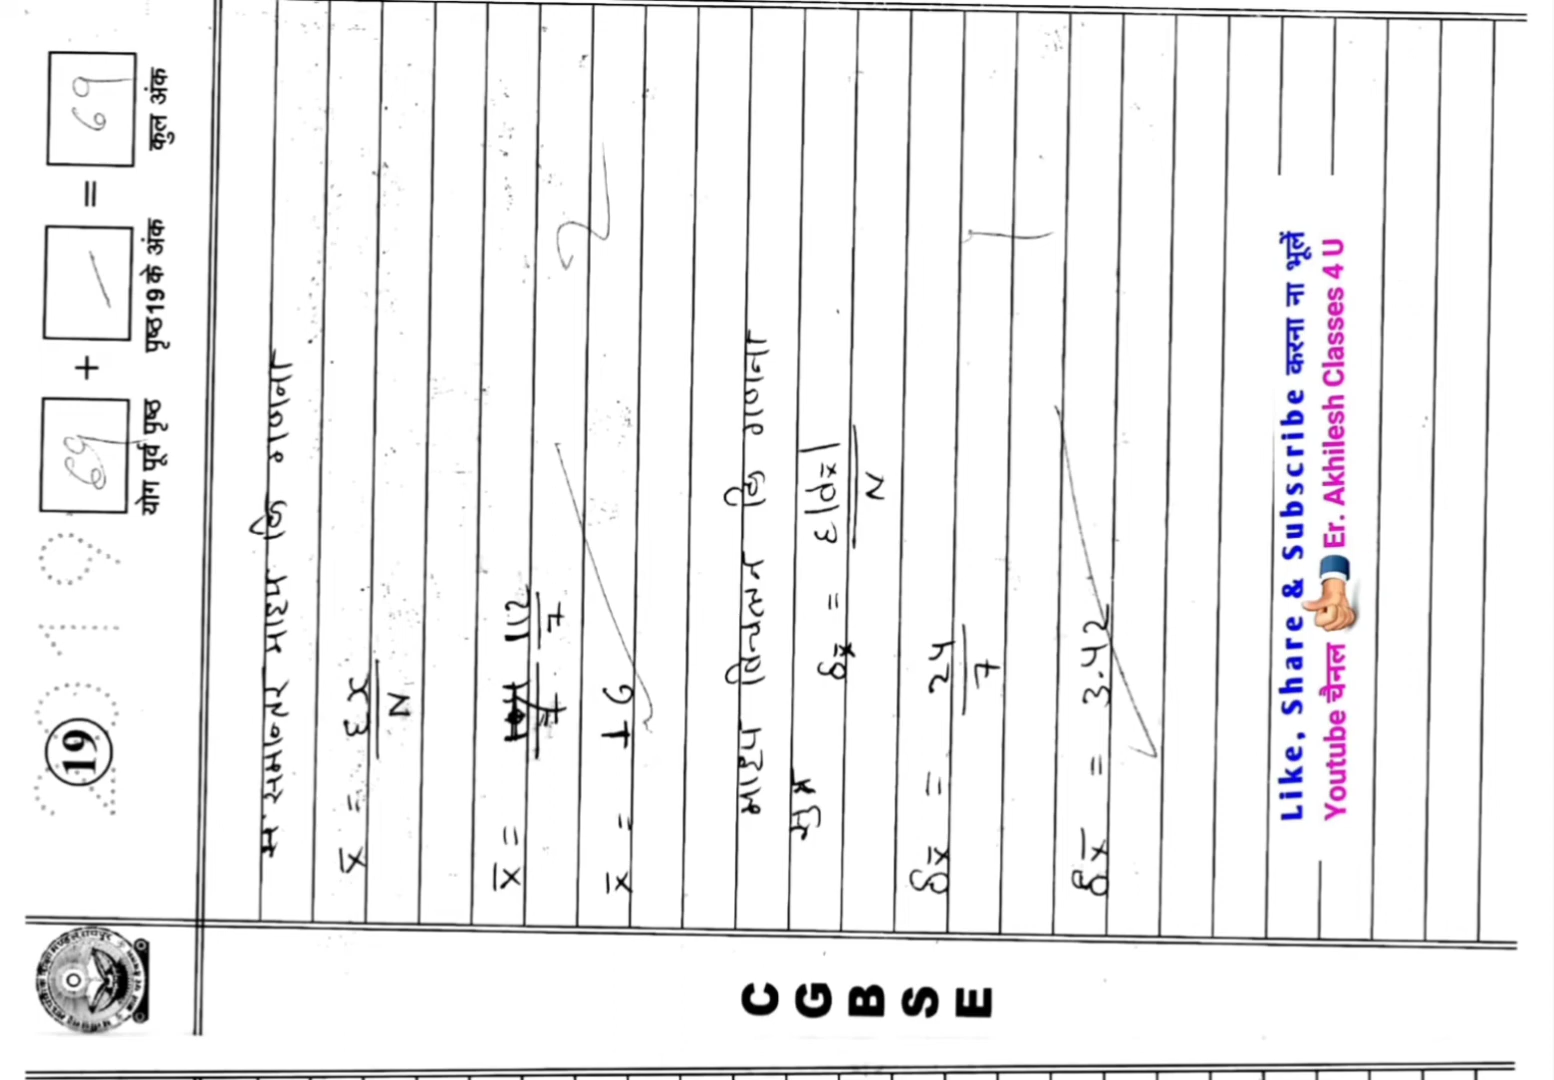 19
69 + / = 69
योग पूर्व पृष्ठ पृष्ठ 19 के अंक कुल अंक
समान्तर माध्य कि गणना
x̄ = Σx / N
x̄ = 112 / 7
x̄ = 16
2
माध्य विचलन कि गणना
सुत्र
δx̄ = Σ|dx̄| / N
δx̄ = 24 / 7
1
δx̄ = 3.42
Like, Share & Subscribe करना ना भूलें
Youtube चैनल Er. Akhilesh Classes 4 U
CGBSE